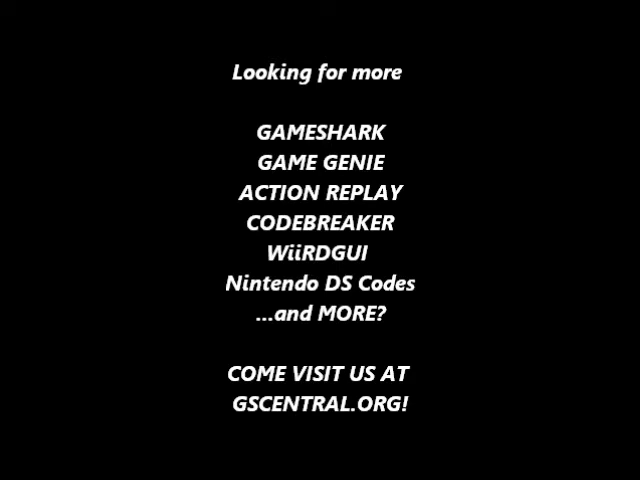 Looking for more
GAMESHARK
GAME GENIE
ACTION REPLAY
CODEBREAKER
WiiRDGUI
Nintendo DS Codes
...and MORE?
COME VISIT US AT
GSCENTRAL.ORG!